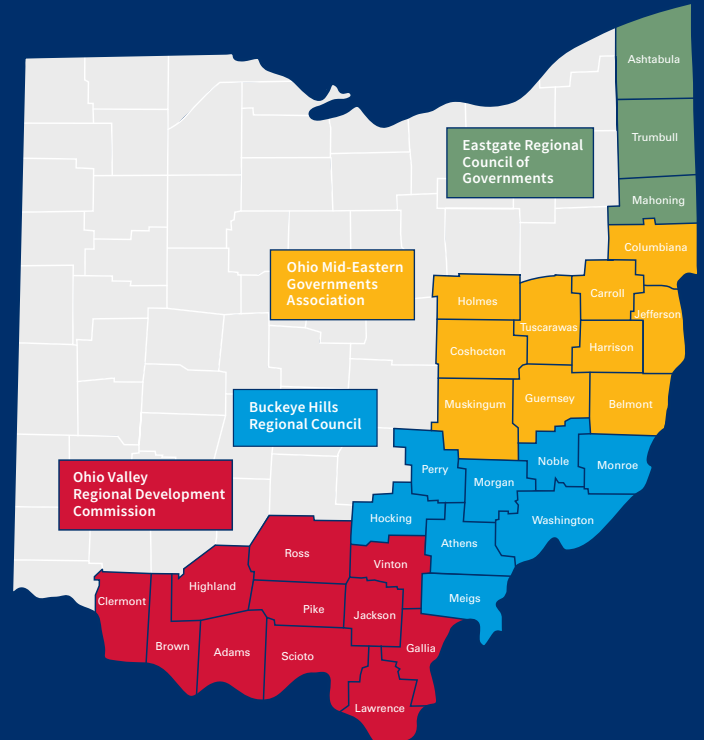 Ashtabula
Trumbull
Eastgate Regional
Council of
Governments
Mahoning
Columbiana
Ohio Mid-Eastern
Governments
Association
Holmes
Carroll
Jefferson
Tuscarawas
Coshocton
Harrison
Buckeye Hills
Regional Council
Muskingum
Guernsey
Belmont
Ohio Valley
Regional Development
Commission
Perry
Noble
Monroe
Morgan
Hocking
Washington
Athens
Ross
Vinton
Highland
Clermont
Meigs
Pike
Jackson
Brown
Adams
Scioto
Gallia
Lawrence